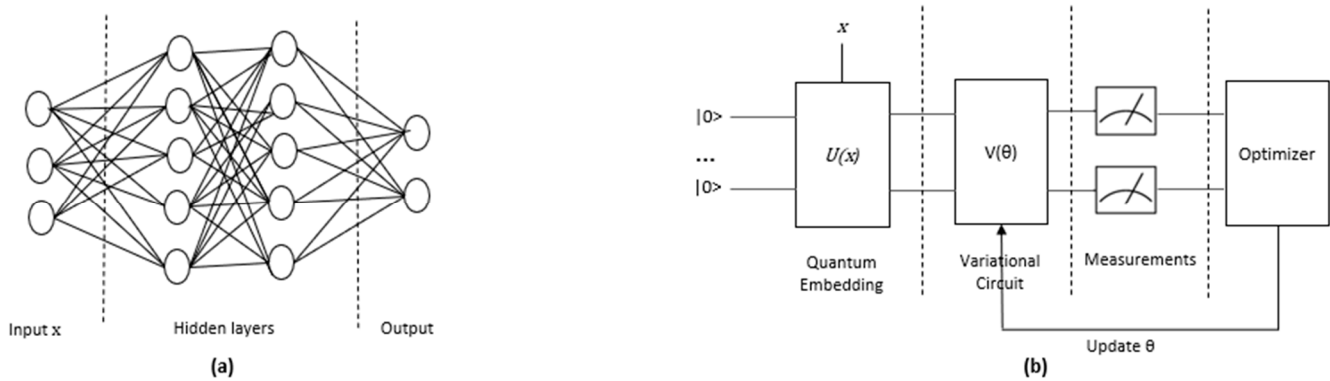 Input x
Hidden layers
Output
(a)
x
|0>
...
|0>
U(x)
V(θ)
Optimizer
Quantum
Embedding
Variational
Circuit
Measurements
Update θ
(b)